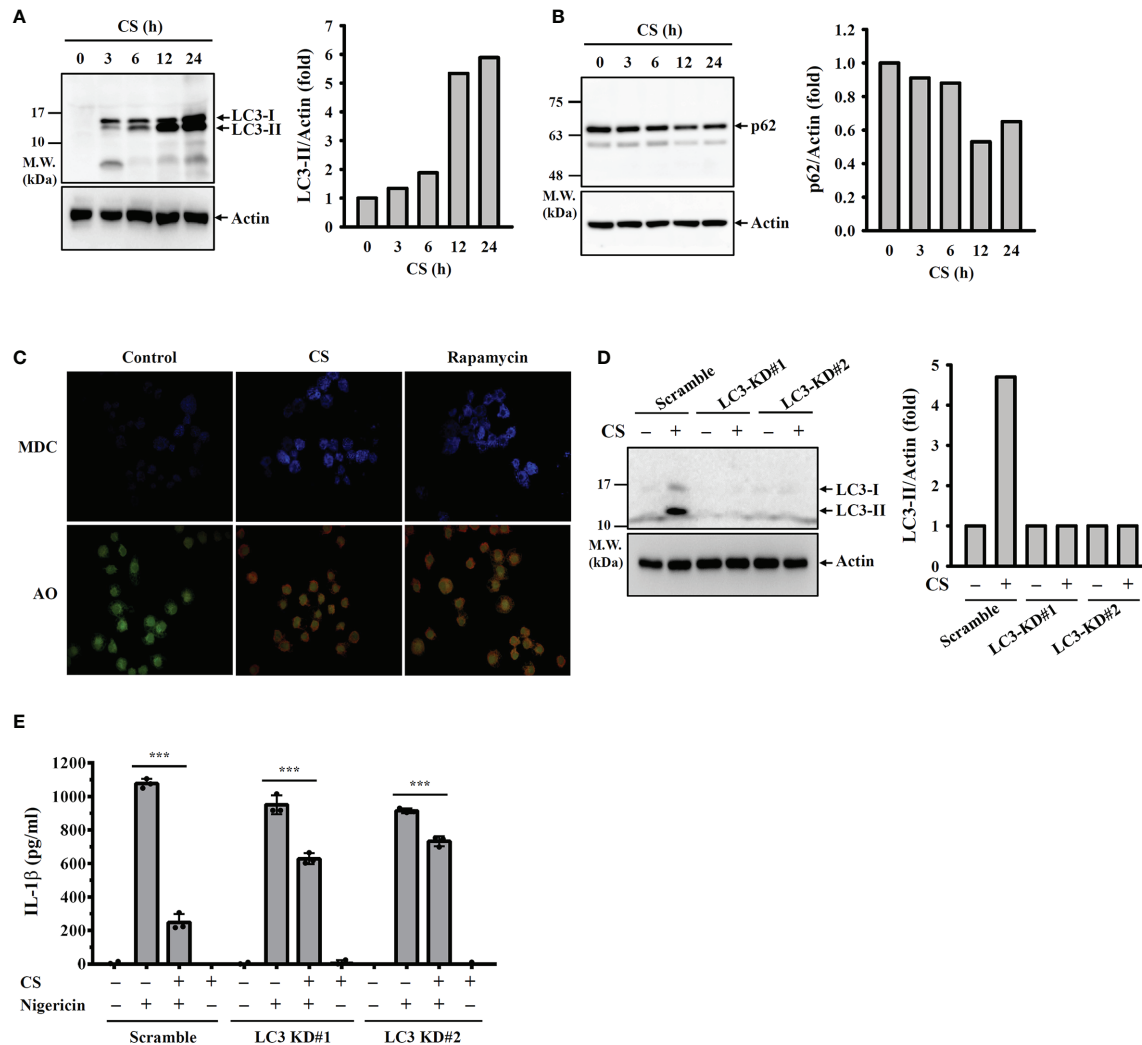 A
CS (h)
0 3 6 12 24
17
10
M.W.
(kDa)
LC3-I
LC3-II
Actin
LC3-II/Actin (fold)
7
6
5
4
3
2
1
0
0 3 6 12 24
CS (h)
B
CS (h)
0 3 6 12 24
75
63
48
M.W.
(kDa)
p62
Actin
p62/Actin (fold)
1.2
1.0
0.8
0.6
0.4
0.2
0.0
0 3 6 12 24
CS (h)
C
Control CS Rapamycin
MDC
AO
D
Scramble LC3-KD#1 LC3-KD#2
CS – + – + – +
17
10
M.W.
(kDa)
LC3-I
LC3-II
Actin
LC3-II/Actin (fold)
5
4
3
2
1
0
CS – + – + – +
Scramble LC3-KD#1 LC3-KD#2
E
IL-1β (pg/ml)
1200
1000
800
600
400
200
0
*** *** ***
CS – – + + – – + + – – + +
Nigericin – + + – – + + – – + + –
Scramble LC3 KD#1 LC3 KD#2